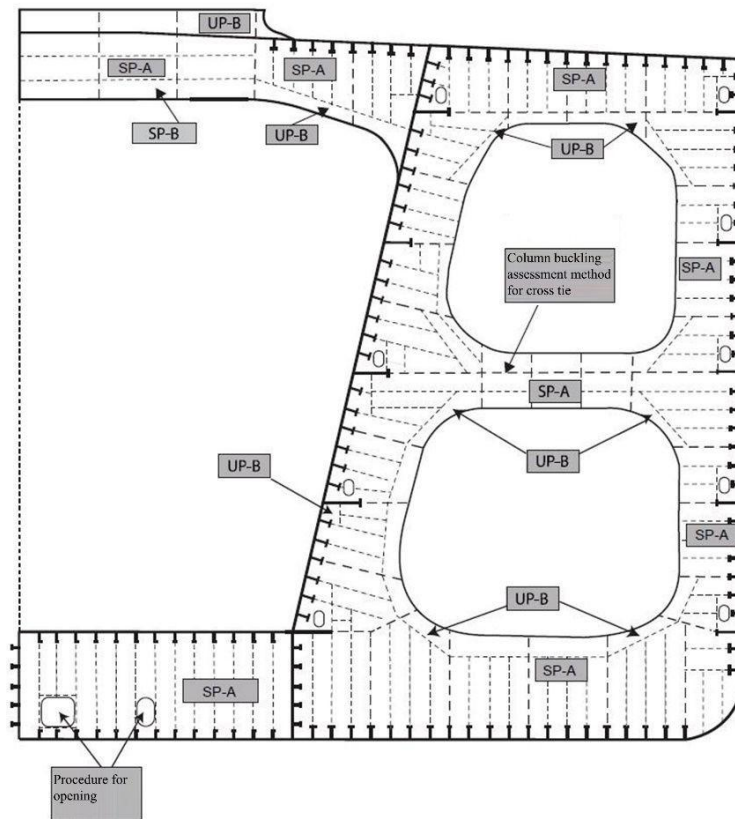 UP-B
SP-A
SP-A
SP-A
SP-B
UP-B
UP-B
Column buckling
assessment method
for cross tie
SP-A
SP-A
UP-B
UP-B
SP-A
UP-B
SP-A
SP-A
Procedure for
opening